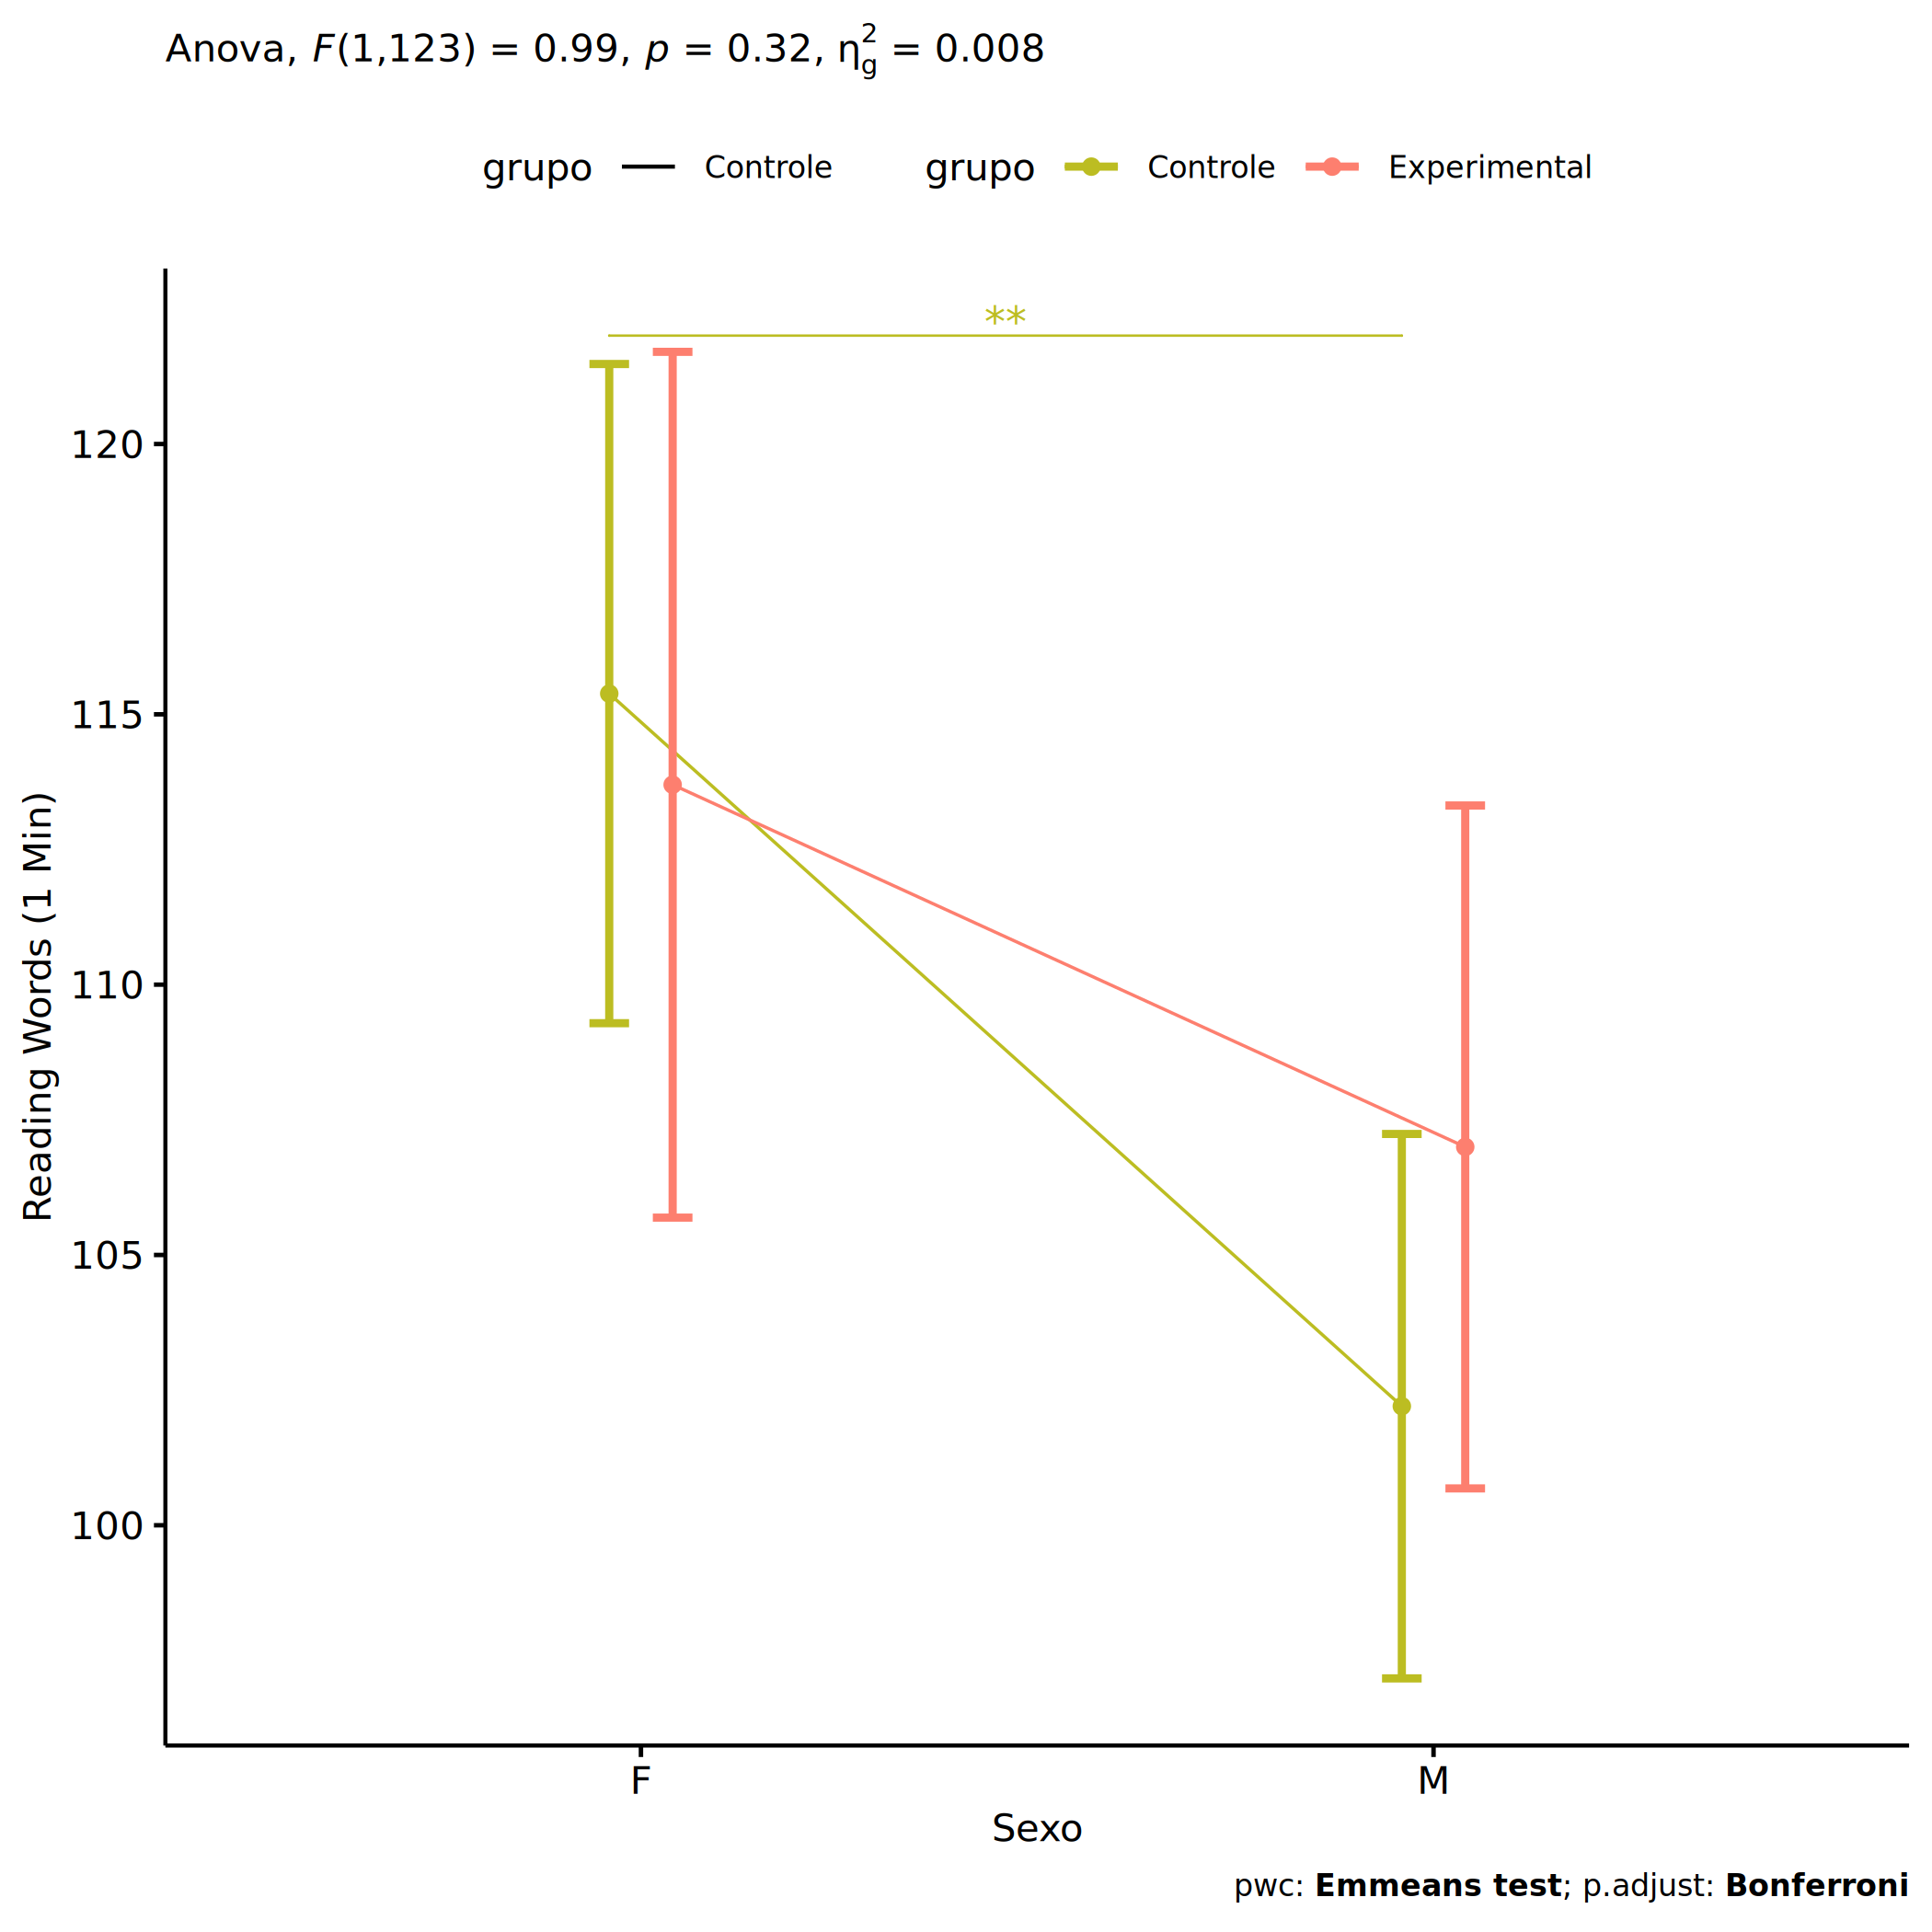 Anova, F(1,123) = 0.99, p = 0.32, η²g = 0.008
grupo Controle grupo Controle Experimental
**
120
115
110
105
100
Reading Words (1 Min)
F M
Sexo
pwc: Emmeans test; p.adjust: Bonferroni